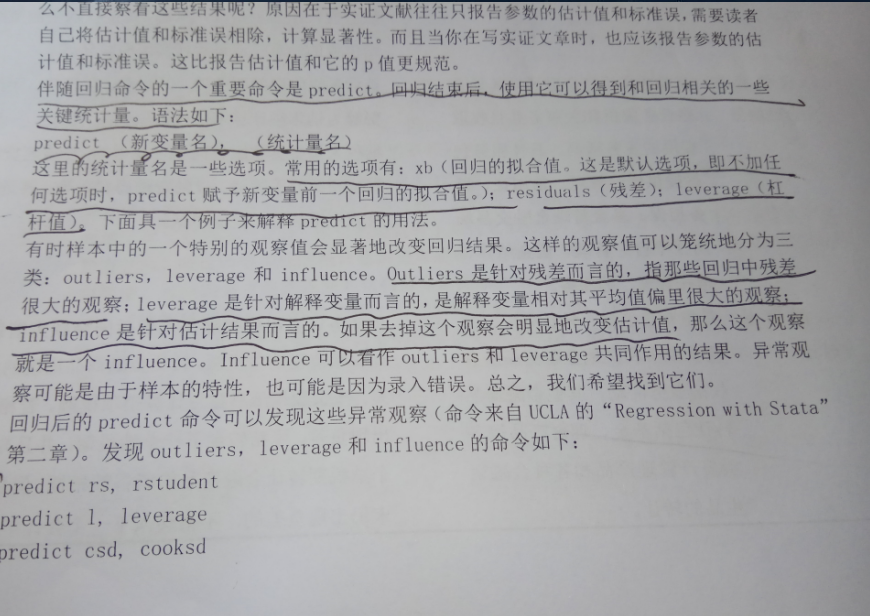 么不直接察看这些结果呢？原因在于实证文献往往只报告参数的估计值和标准误，需要读者
自己将估计值和标准误相除，计算显著性。而且当你在写实证文章时，也应该报告参数的估
计值和标准误。这比报告估计值和它的 p 值更规范。
伴随回归命令的一个重要命令是 predict。回归结束后，使用它可以得到和回归相关的一些
关键统计量。语法如下：
predict （新变量名）， （统计量名）
这里的统计量名是一些选项。常用的选项有：xb（回归的拟合值。这是默认选项，即不加任
何选项时，predict 赋予新变量前一个回归的拟合值。）；residuals（残差）；leverage（杠
杆值）。下面具一个例子来解释 predict 的用法。
有时样本中的一个特别的观察值会显著地改变回归结果。这样的观察值可以笼统地分为三
类：outliers，leverage 和 influence。Outliers 是针对残差而言的，指那些回归中残差
很大的观察；leverage 是针对解释变量而言的，是解释变量相对其平均值偏里很大的观察；
influence 是针对估计结果而言的。如果去掉这个观察会明显地改变估计值，那么这个观察
就是一个 influence。Influence 可以看作 outliers 和 leverage 共同作用的结果。异常观
察可能是由于样本的特性，也可能是因为录入错误。总之，我们希望找到它们。
回归后的 predict 命令可以发现这些异常观察（命令来自 UCLA 的“Regression with Stata”
第二章）。发现 outliers，leverage 和 influence 的命令如下：
predict rs, rstudent
predict l, leverage
predict csd, cooksd